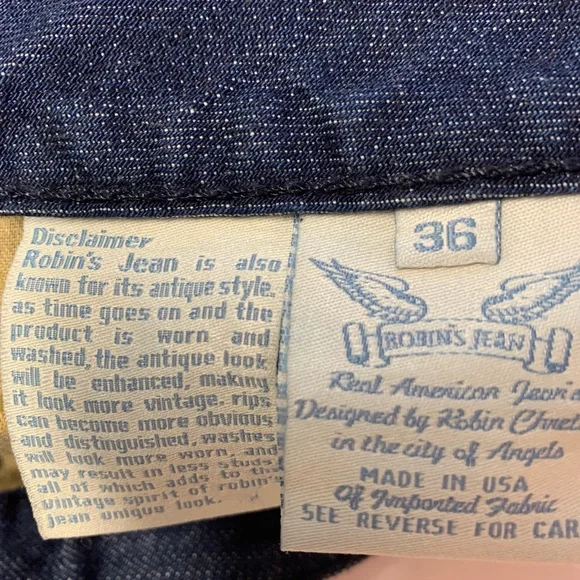 Disclaimer
Robin's Jean is also
known for its antique style.
as time goes on and the
product is worn and
washed, the antique look
will be enhanced, making
it look more vintage. rips
can become more obvious
and distinguished, washes
will look more worn, and
may result in less studs
all of which adds to the
vintage spirit of robin's
jean unique look.
36
ROBIN'S JEAN
Real American Jean's
Designed by Robin
in the city of Angels
MADE IN USA
Of Imported Fabric
SEE REVERSE FOR CAR